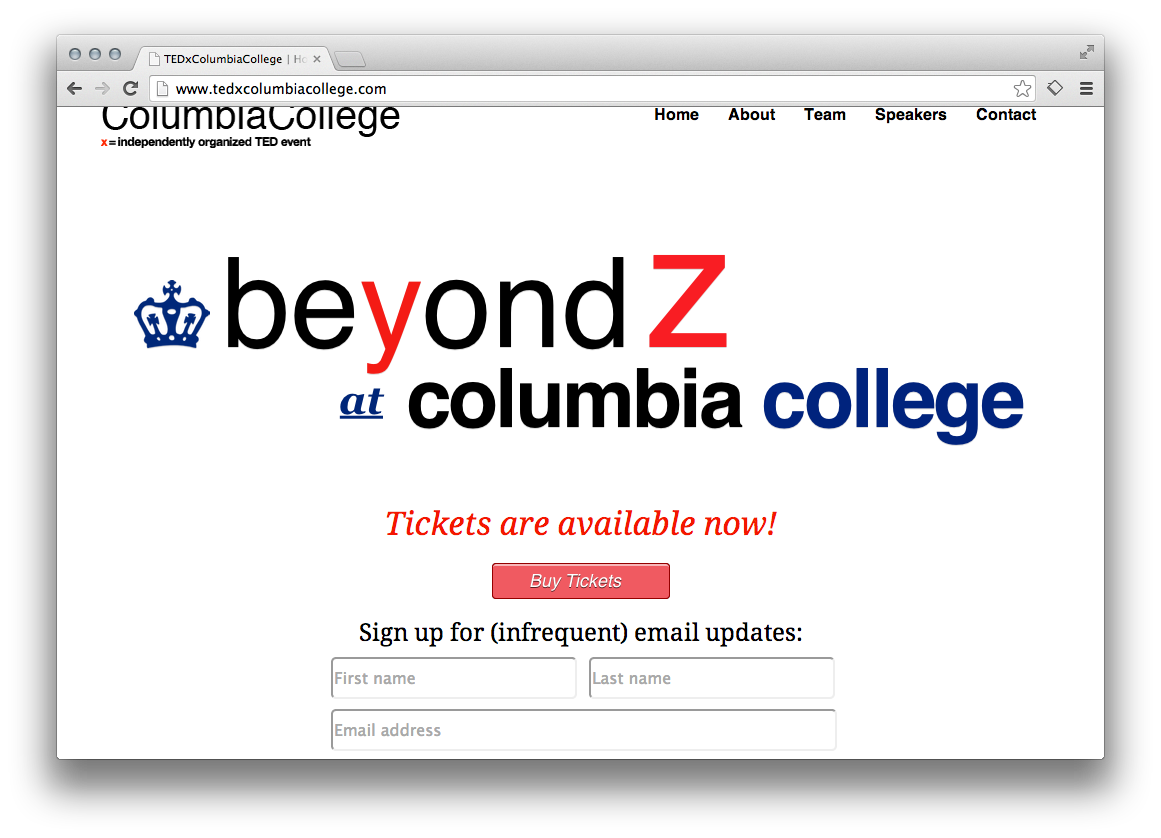 TEDxColumbiaCollege | Ho
www.tedxcolumbiacollege.com
ColumbiaCollege
Home About Team Speakers Contact
x=independently organized TED event
beyond Z
at columbia college
Tickets are available now!
Buy Tickets
Sign up for (infrequent) email updates:
First name Last name
Email address